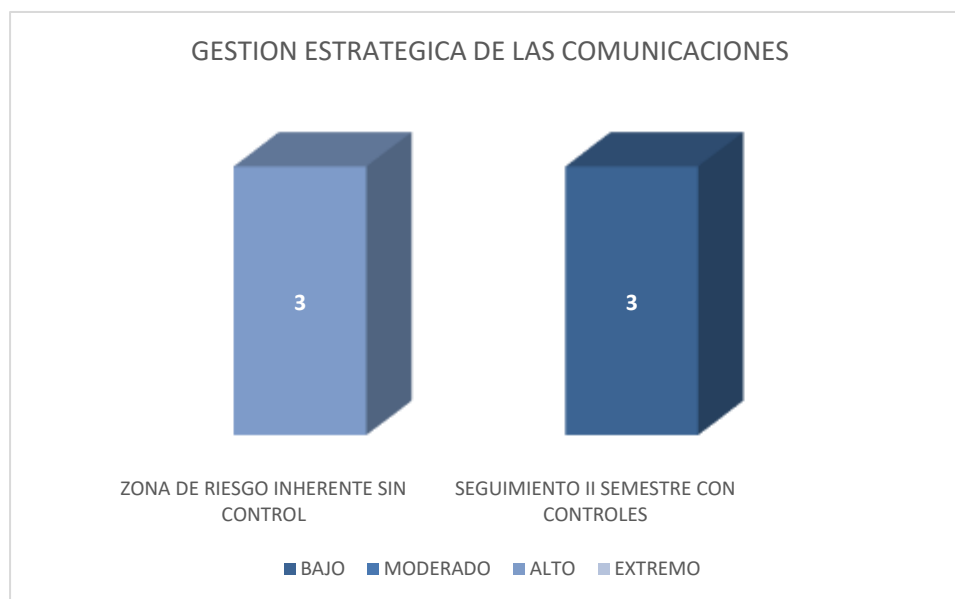 GESTION ESTRATEGICA DE LAS COMUNICACIONES
3
3
ZONA DE RIESGO INHERENTE SIN
CONTROL
SEGUIMIENTO II SEMESTRE CON
CONTROLES
BAJO MODERADO ALTO EXTREMO